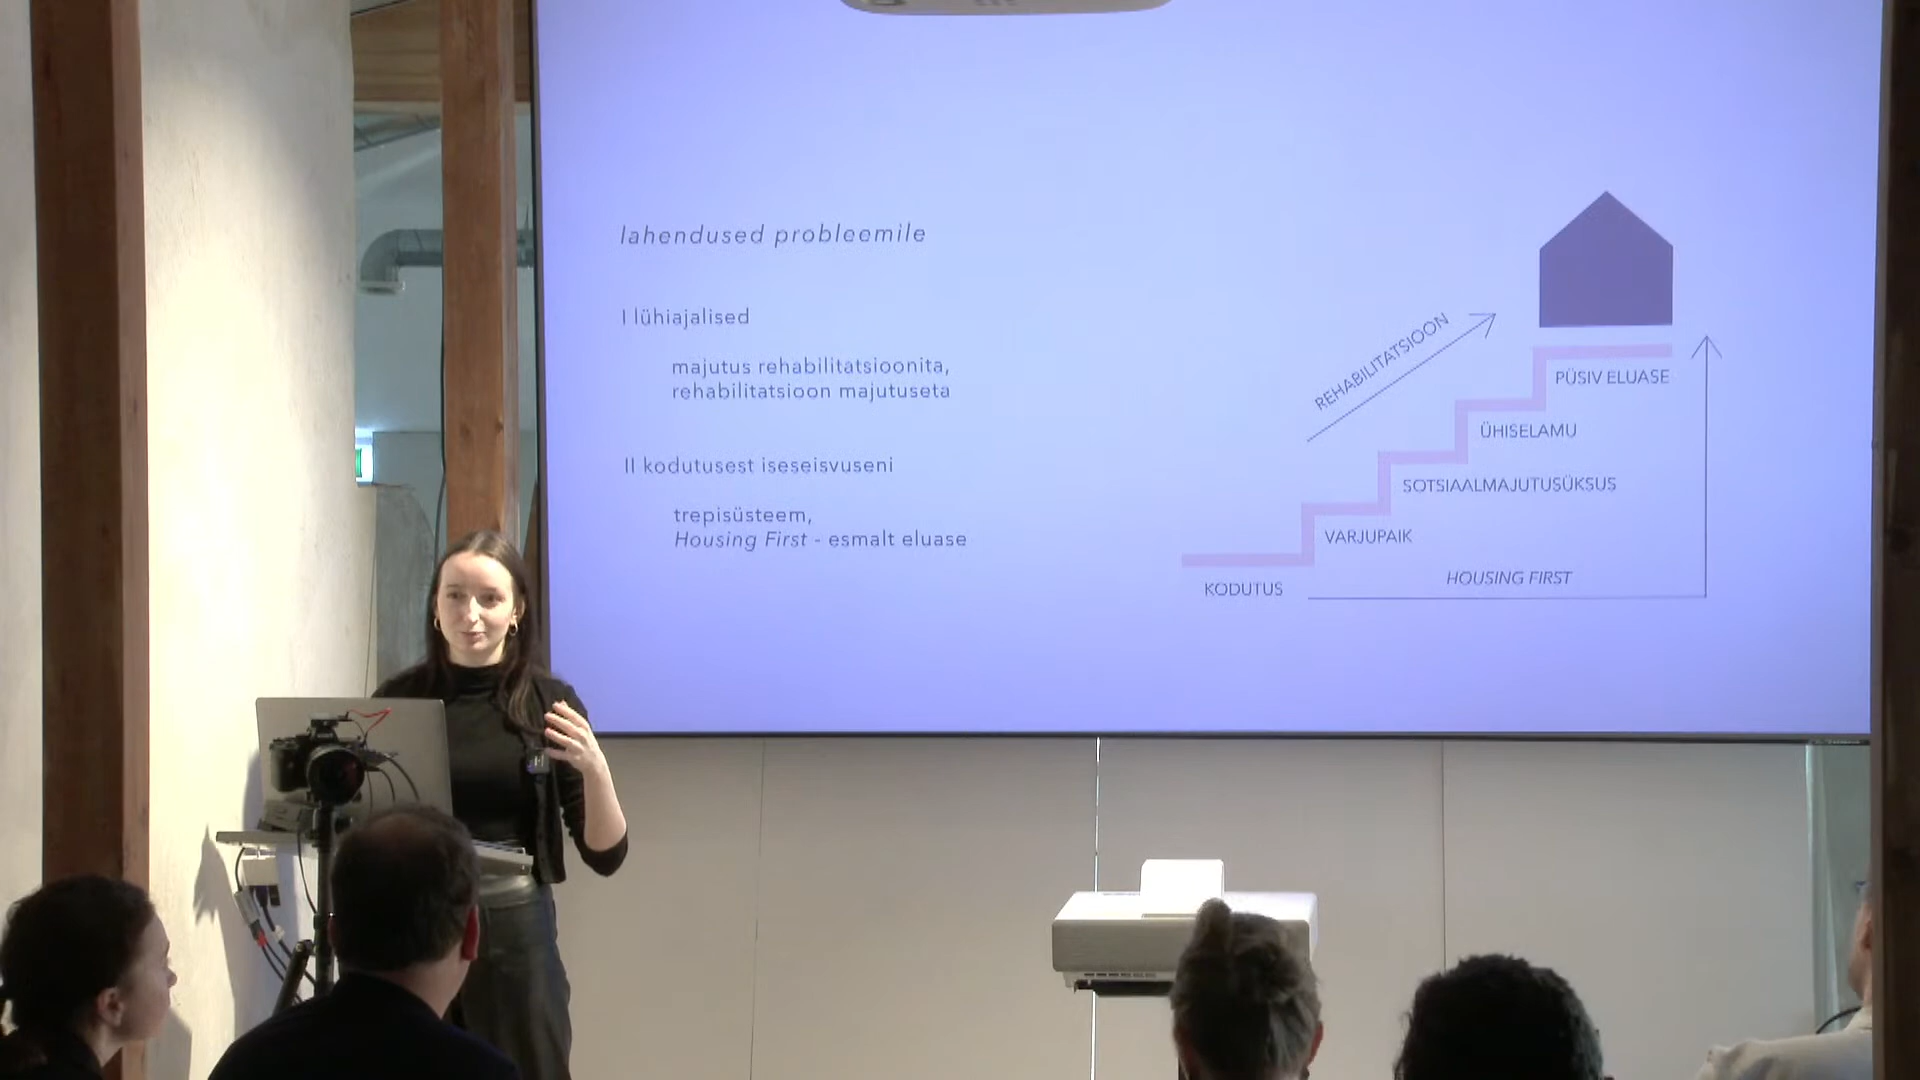 lahendused probleemile
I lühiajalised
majutus rehabilitatsioonita,
rehabilitatsioon majutuseta
II kodutusest iseseisvuseni
trepisüsteem,
Housing First - esmalt eluase
REHABILITATSIOON
PÜSIV ELUASE
ÜHISELAMU
SOTSIAALMAJUTUSÜKSUS
VARJUPAIK
KODUTUS
HOUSING FIRST